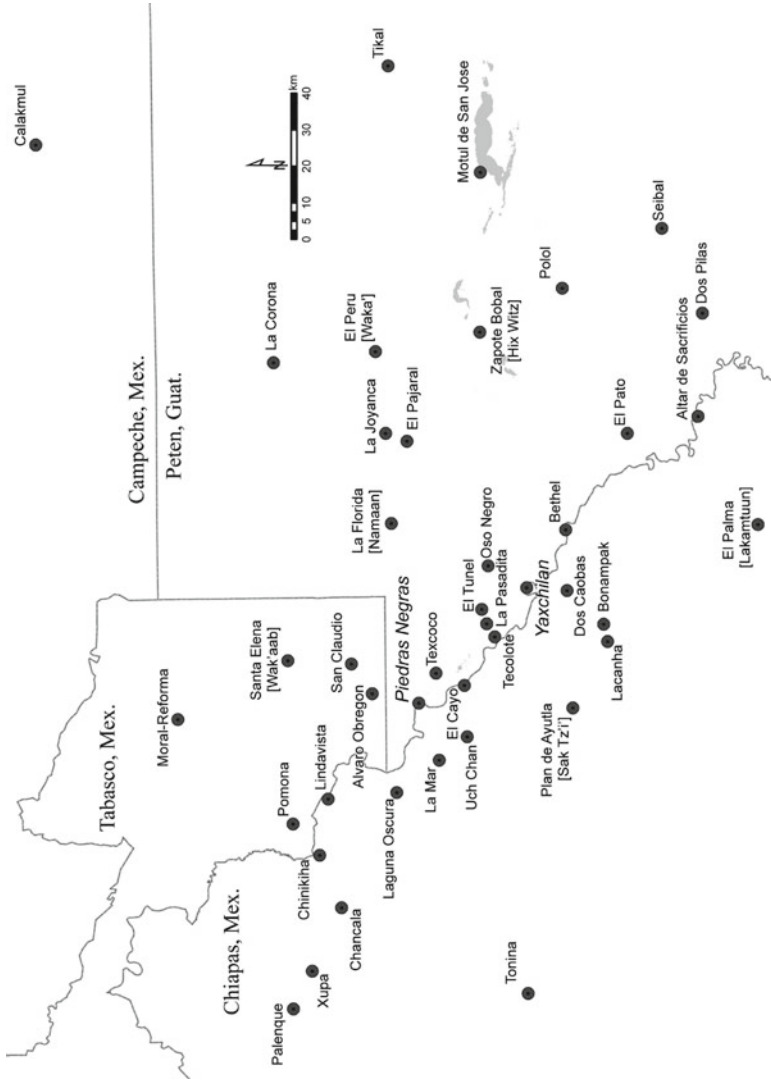 Calakmul
Tabasco, Mex.
Campeche, Mex.
Peten, Guat.
Moral-Reforma
Chiapas, Mex.
Santa Elena
[Wak'aab]
La Corona
N
km
0 5 10 20 30 40
Palenque
Pomona
Xupa
Chinikiha
Lindavista
San Claudio
Chancala
Alvaro Obregon
La Florida
[Namaan]
La Joyanca
El Peru
[Waka']
El Pajaral
Tikal
Laguna Oscura
Piedras Negras
Texcoco
La Mar
El Cayo
Uch Chan
El Tunel
Oso Negro
La Pasadita
Tecolote
Motul de San Jose
Zapote Bobal
[Hix Witz]
Tonina
Yaxchilan
Plan de Ayutla
[Sak Tz'i']
Dos Caobas
Bethel
Polol
Lacanha
Bonampak
El Pato
Seibal
Altar de Sacrificios
Dos Pilas
El Palma
[Lakamtuun]